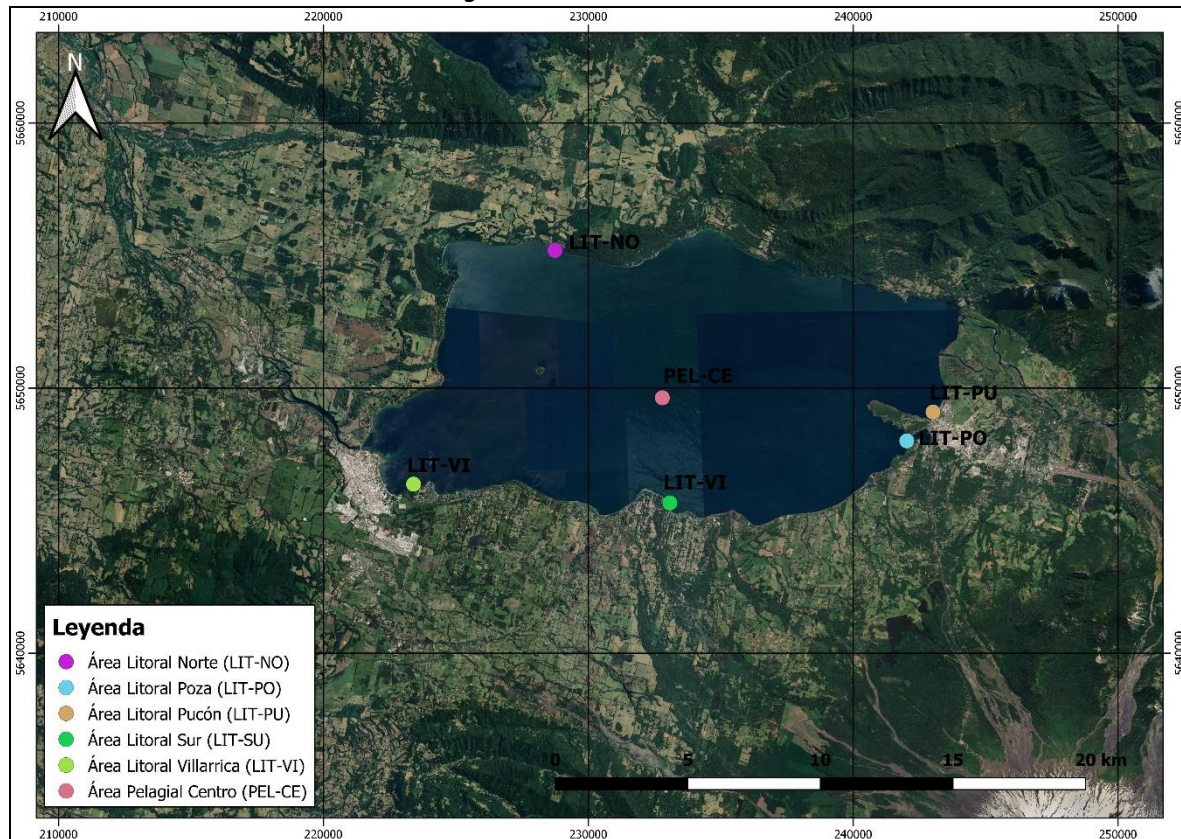 210000 220000 230000 240000 250000
N
5660000 5660000
LIT-NO
PEL-CE
5650000 5650000
LIT-PU
LIT-PO
LIT-VI LIT-VI
Leyenda
Área Litoral Norte (LIT-NO)
Área Litoral Poza (LIT-PO)
Área Litoral Pucón (LIT-PU)
Área Litoral Sur (LIT-SU)
Área Litoral Villarrica (LIT-VI)
Área Pelagial Centro (PEL-CE)
5640000 5640000
0 5 10 15 20 km
210000 220000 230000 240000 250000